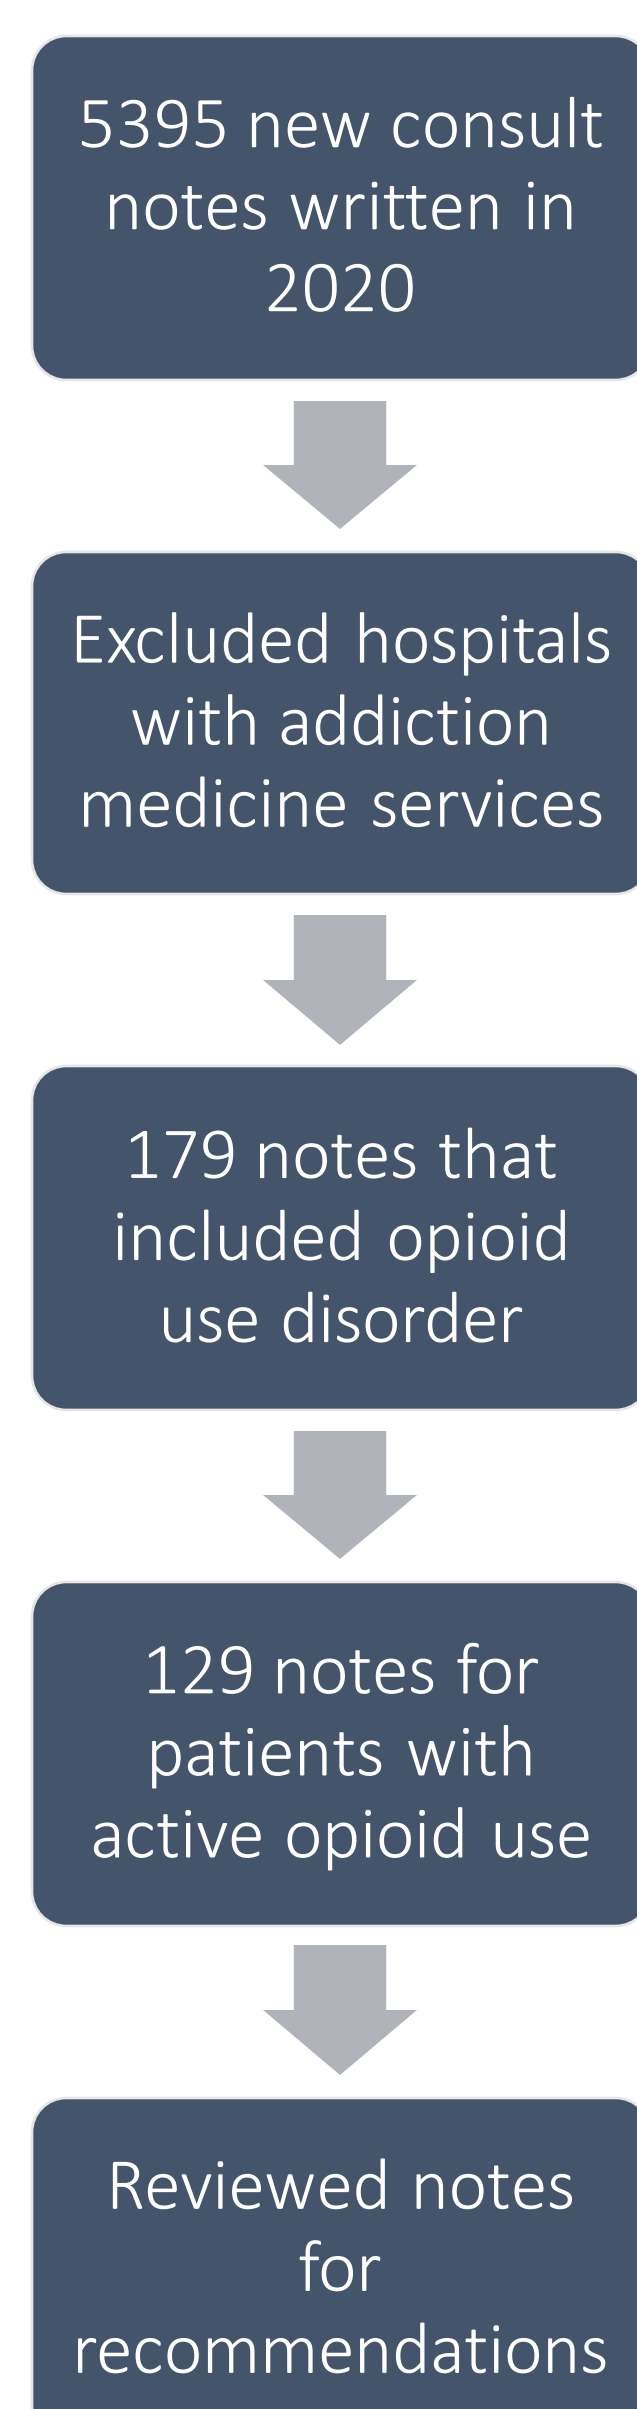 5395 new consult
notes written in
2020
Excluded hospitals
with addiction
medicine services
179 notes that
included opioid
use disorder
129 notes for
patients with
active opioid use
Reviewed notes
for
recommendations